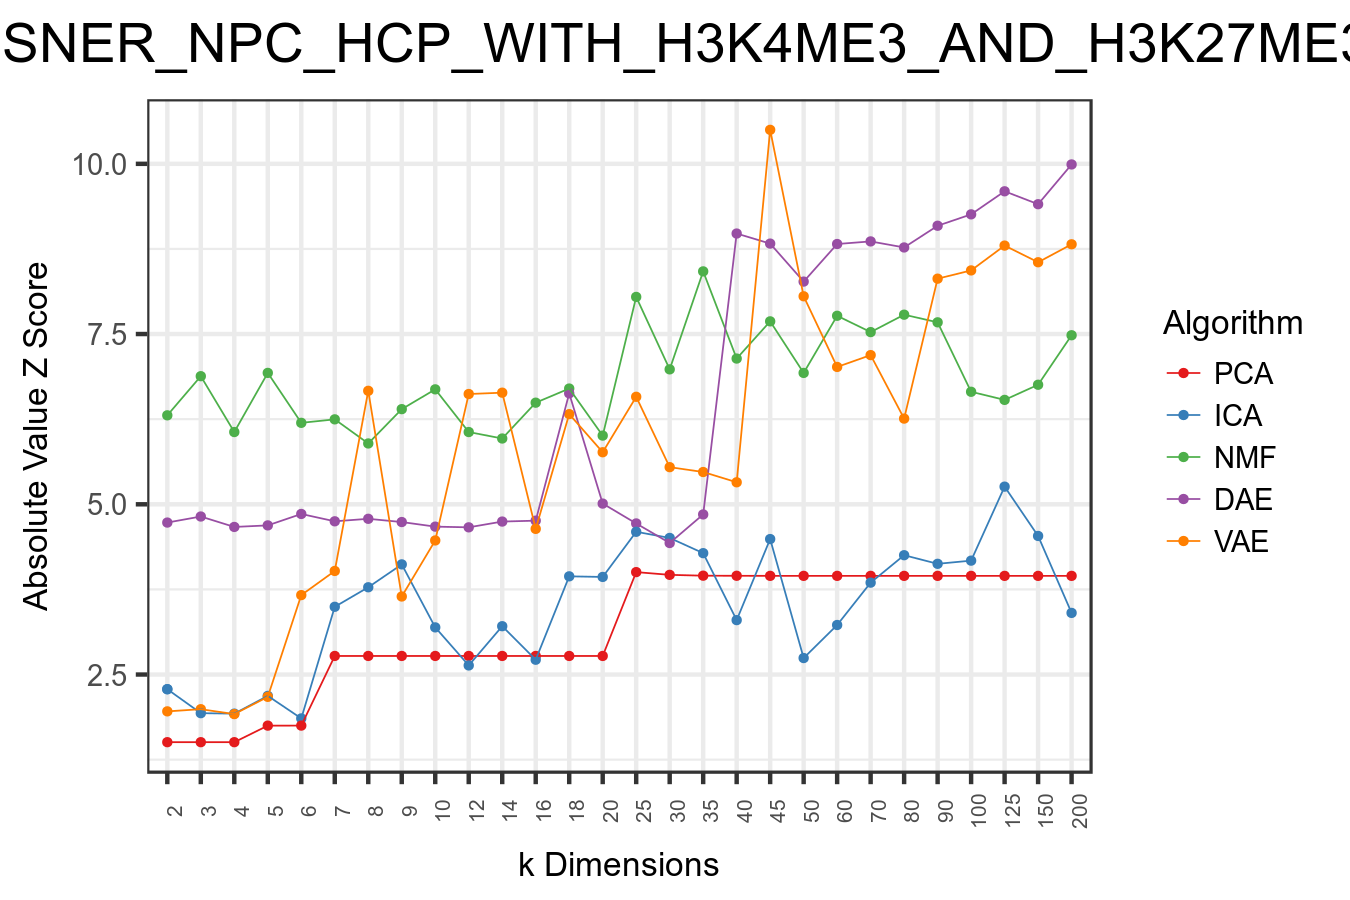 SNER_NPC_HCP_WITH_H3K4ME3_AND_H3K27ME3
10.0
7.5
5.0
2.5
Absolute Value Z Score
2 3 4 5 6 7 8 9 10 12 14 16 18 20 25 30 35 40 45 50 60 70 80 90 100 125 150 200
k Dimensions
Algorithm
PCA
ICA
NMF
DAE
VAE